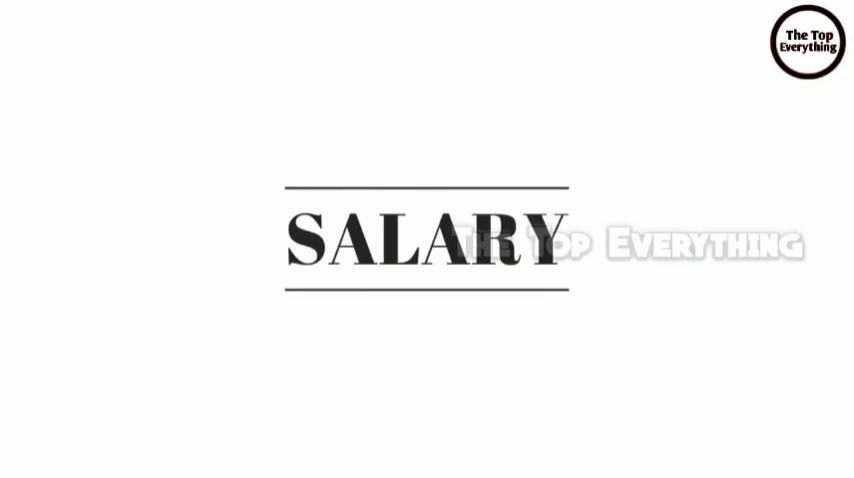 The Top
Everything
SALARY
The Top Everything